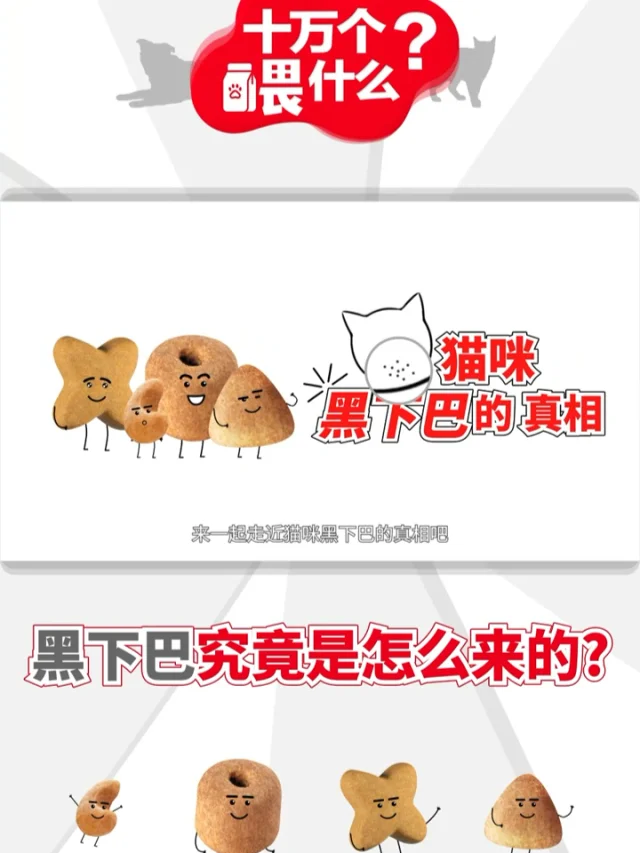 十万个
喂什么?
猫咪
黑下巴的真相
来一起走近猫咪黑下巴的真相吧
黑下巴究竟是怎么来的?